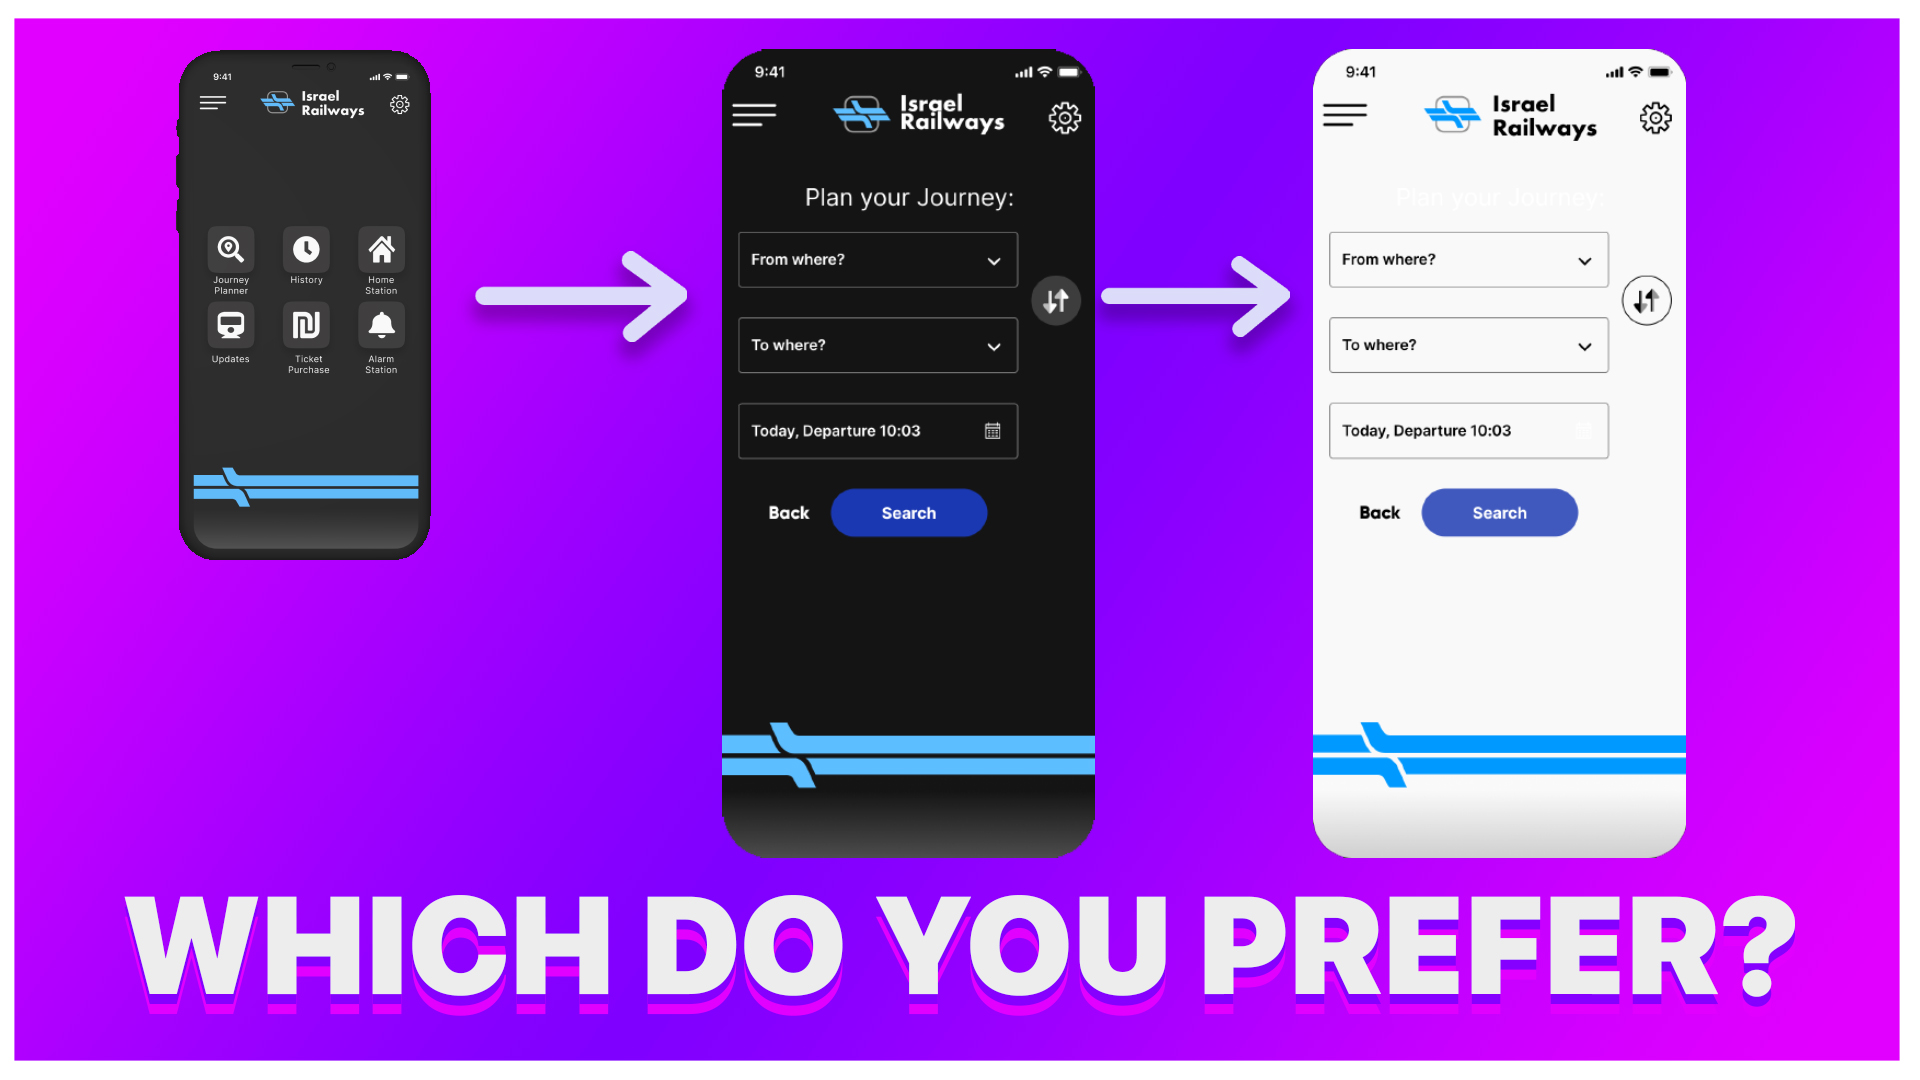 9:41
Israel
Railways
Journey
Planner
History
Home
Station
Updates
Ticket
Purchase
Alarm
Station
9:41
Israel
Railways
Plan your Journey:
From where?
To where?
Today, Departure 10:03
Back
Search
9:41
Israel
Railways
Plan your Journey:
From where?
To where?
Today, Departure 10:03
Back
Search
WHICH DO YOU PREFER?